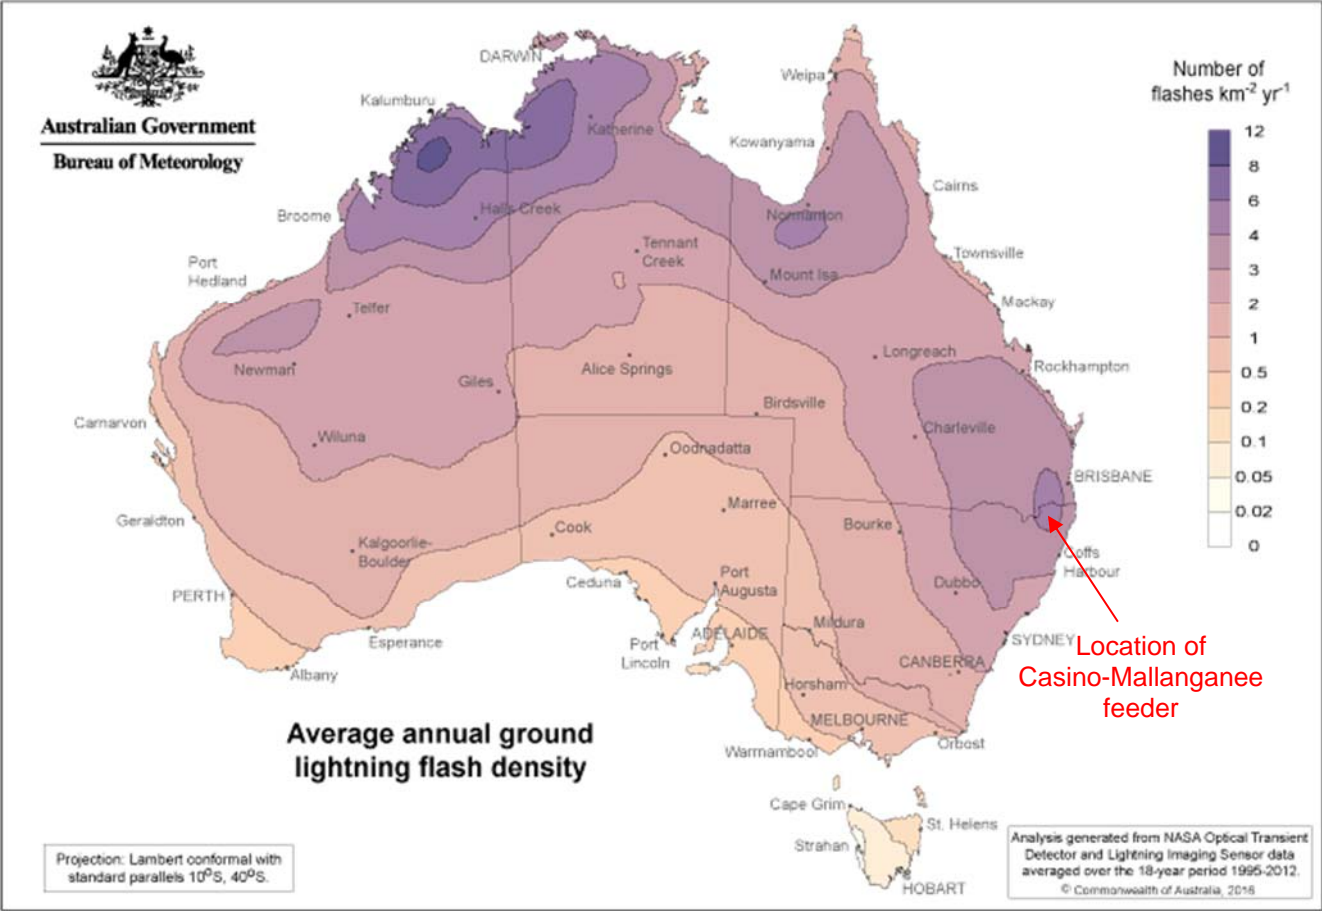 Australian Government
Bureau of Meteorology
Number of
flashes km⁻² yr⁻¹
12
8
6
4
3
2
1
0.5
0.2
0.1
0.05
0.02
0
DARWIN
Weipa
Kalumburu
Katherine
Kowanyama
Cairns
Broome
Halls Creek
Normanton
Tennant
Creek
Townsville
Port
Hedland
Mount Isa
Telfer
Mackay
Longreach
Newman
Alice Springs
Rockhampton
Giles
Birdsville
Carnarvon
Wiluna
Charleville
Oodnadatta
BRISBANE
Marree
Geraldton
Cook
Bourke
Kalgoorlie-
Boulder
Coffs
Harbour
Ceduna
Port
Augusta
Dubbo
PERTH
Mildura
Esperance
ADELAIDE
SYDNEY
Port
Lincoln
CANBERRA
Albany
Horsham
MELBOURNE
Orbost
Warrnambool
Location of
Casino-Mallanganee
feeder
Average annual ground
lightning flash density
Cape Grim
St. Helens
Strahan
HOBART
Projection: Lambert conformal with
standard parallels 10⁰S, 40⁰S.
Analysis generated from NASA Optical Transient
Detector and Lightning Imaging Sensor data
averaged over the 18-year period 1995-2012.
© Commonwealth of Australia, 2016